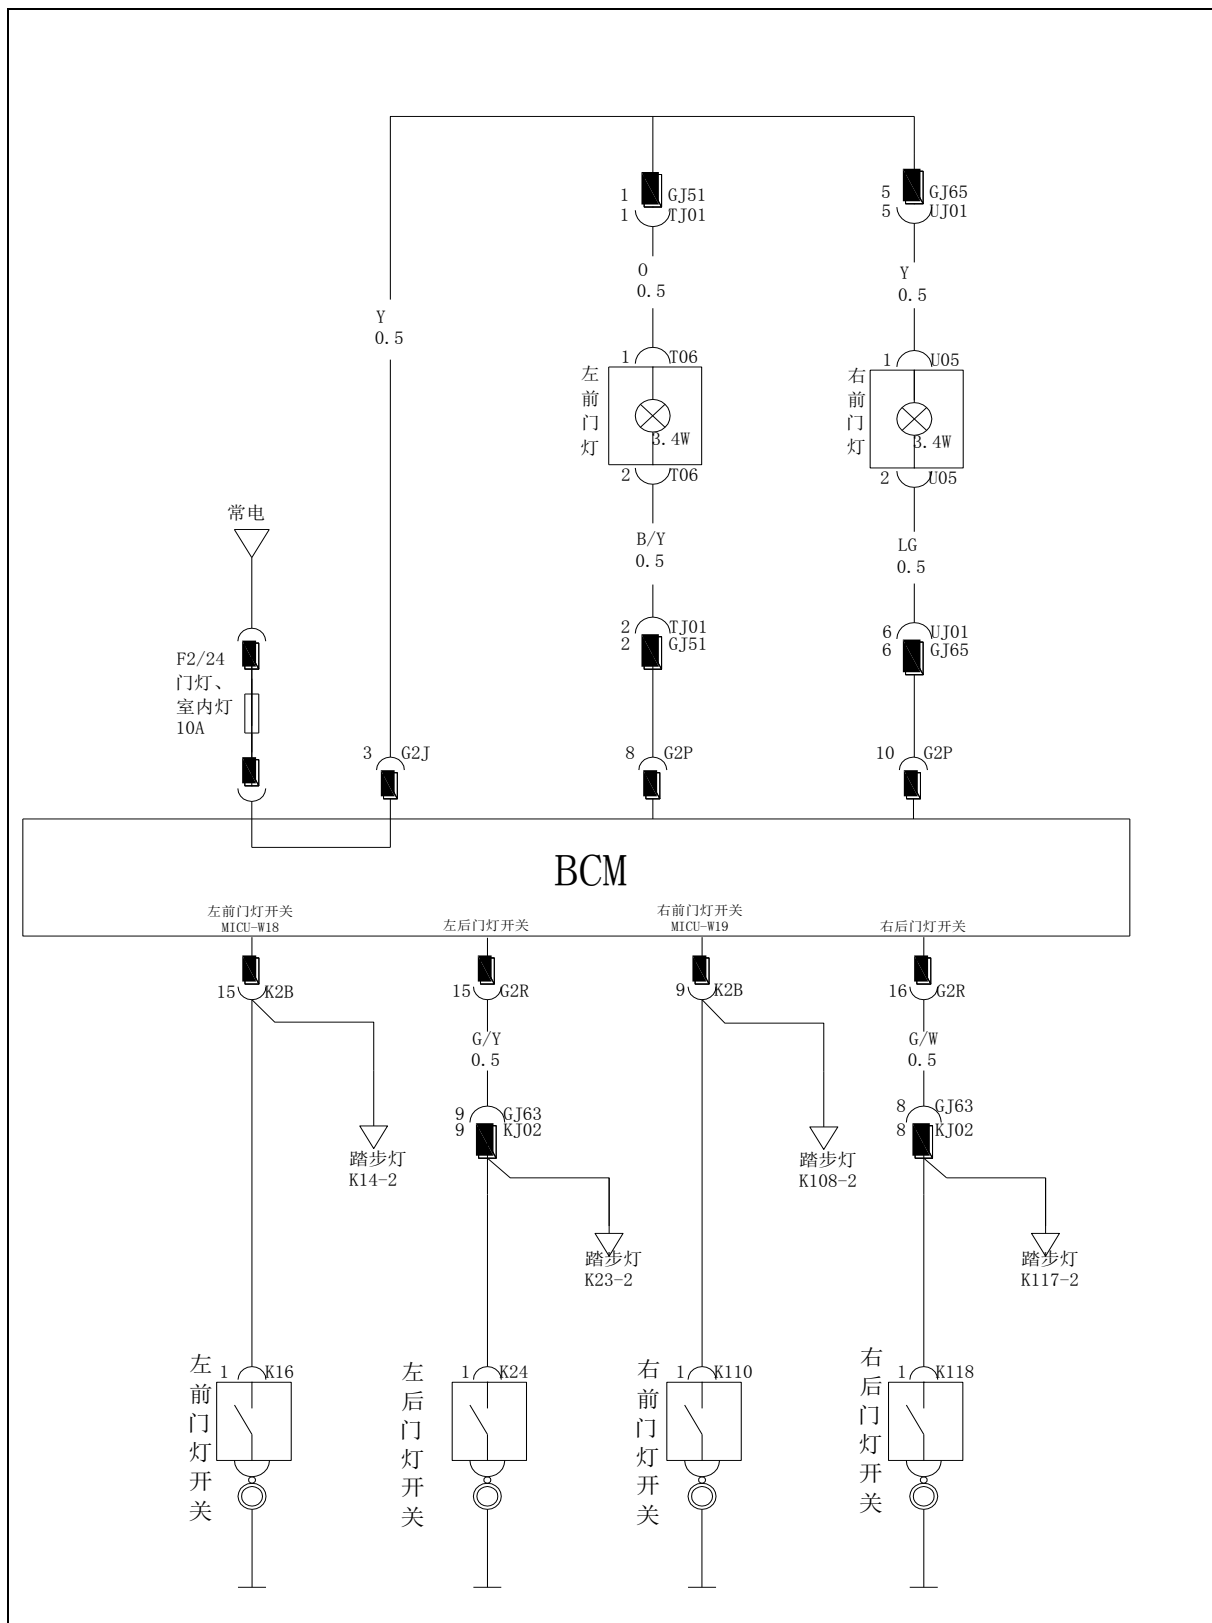 1 GJ51
1 TJ01
5 GJ65
5 UJ01
O
0.5
Y
0.5
Y
0.5
1 T06
左前门灯
3.4W
2 T06
1 U05
右前门灯
3.4W
2 U05
常电
B/Y
0.5
LG
0.5
2 TJ01
2 GJ51
6 UJ01
6 GJ65
F2/24
门灯、
室内灯
10A
3 G2J
8 G2P
10 G2P
BCM
左前门灯开关
MICU-W18
左后门灯开关
右前门灯开关
MICU-W19
右后门灯开关
15 K2B
15 G2R
9 K2B
16 G2R
G/Y
0.5
G/W
0.5
9 GJ63
9 KJ02
8 GJ63
8 KJ02
踏步灯
K14-2
踏步灯
K108-2
踏步灯
K23-2
踏步灯
K117-2
左前门灯开关
1 K16
左后门灯开关
1 K24
右前门灯开关
1 K110
右后门灯开关
1 K118